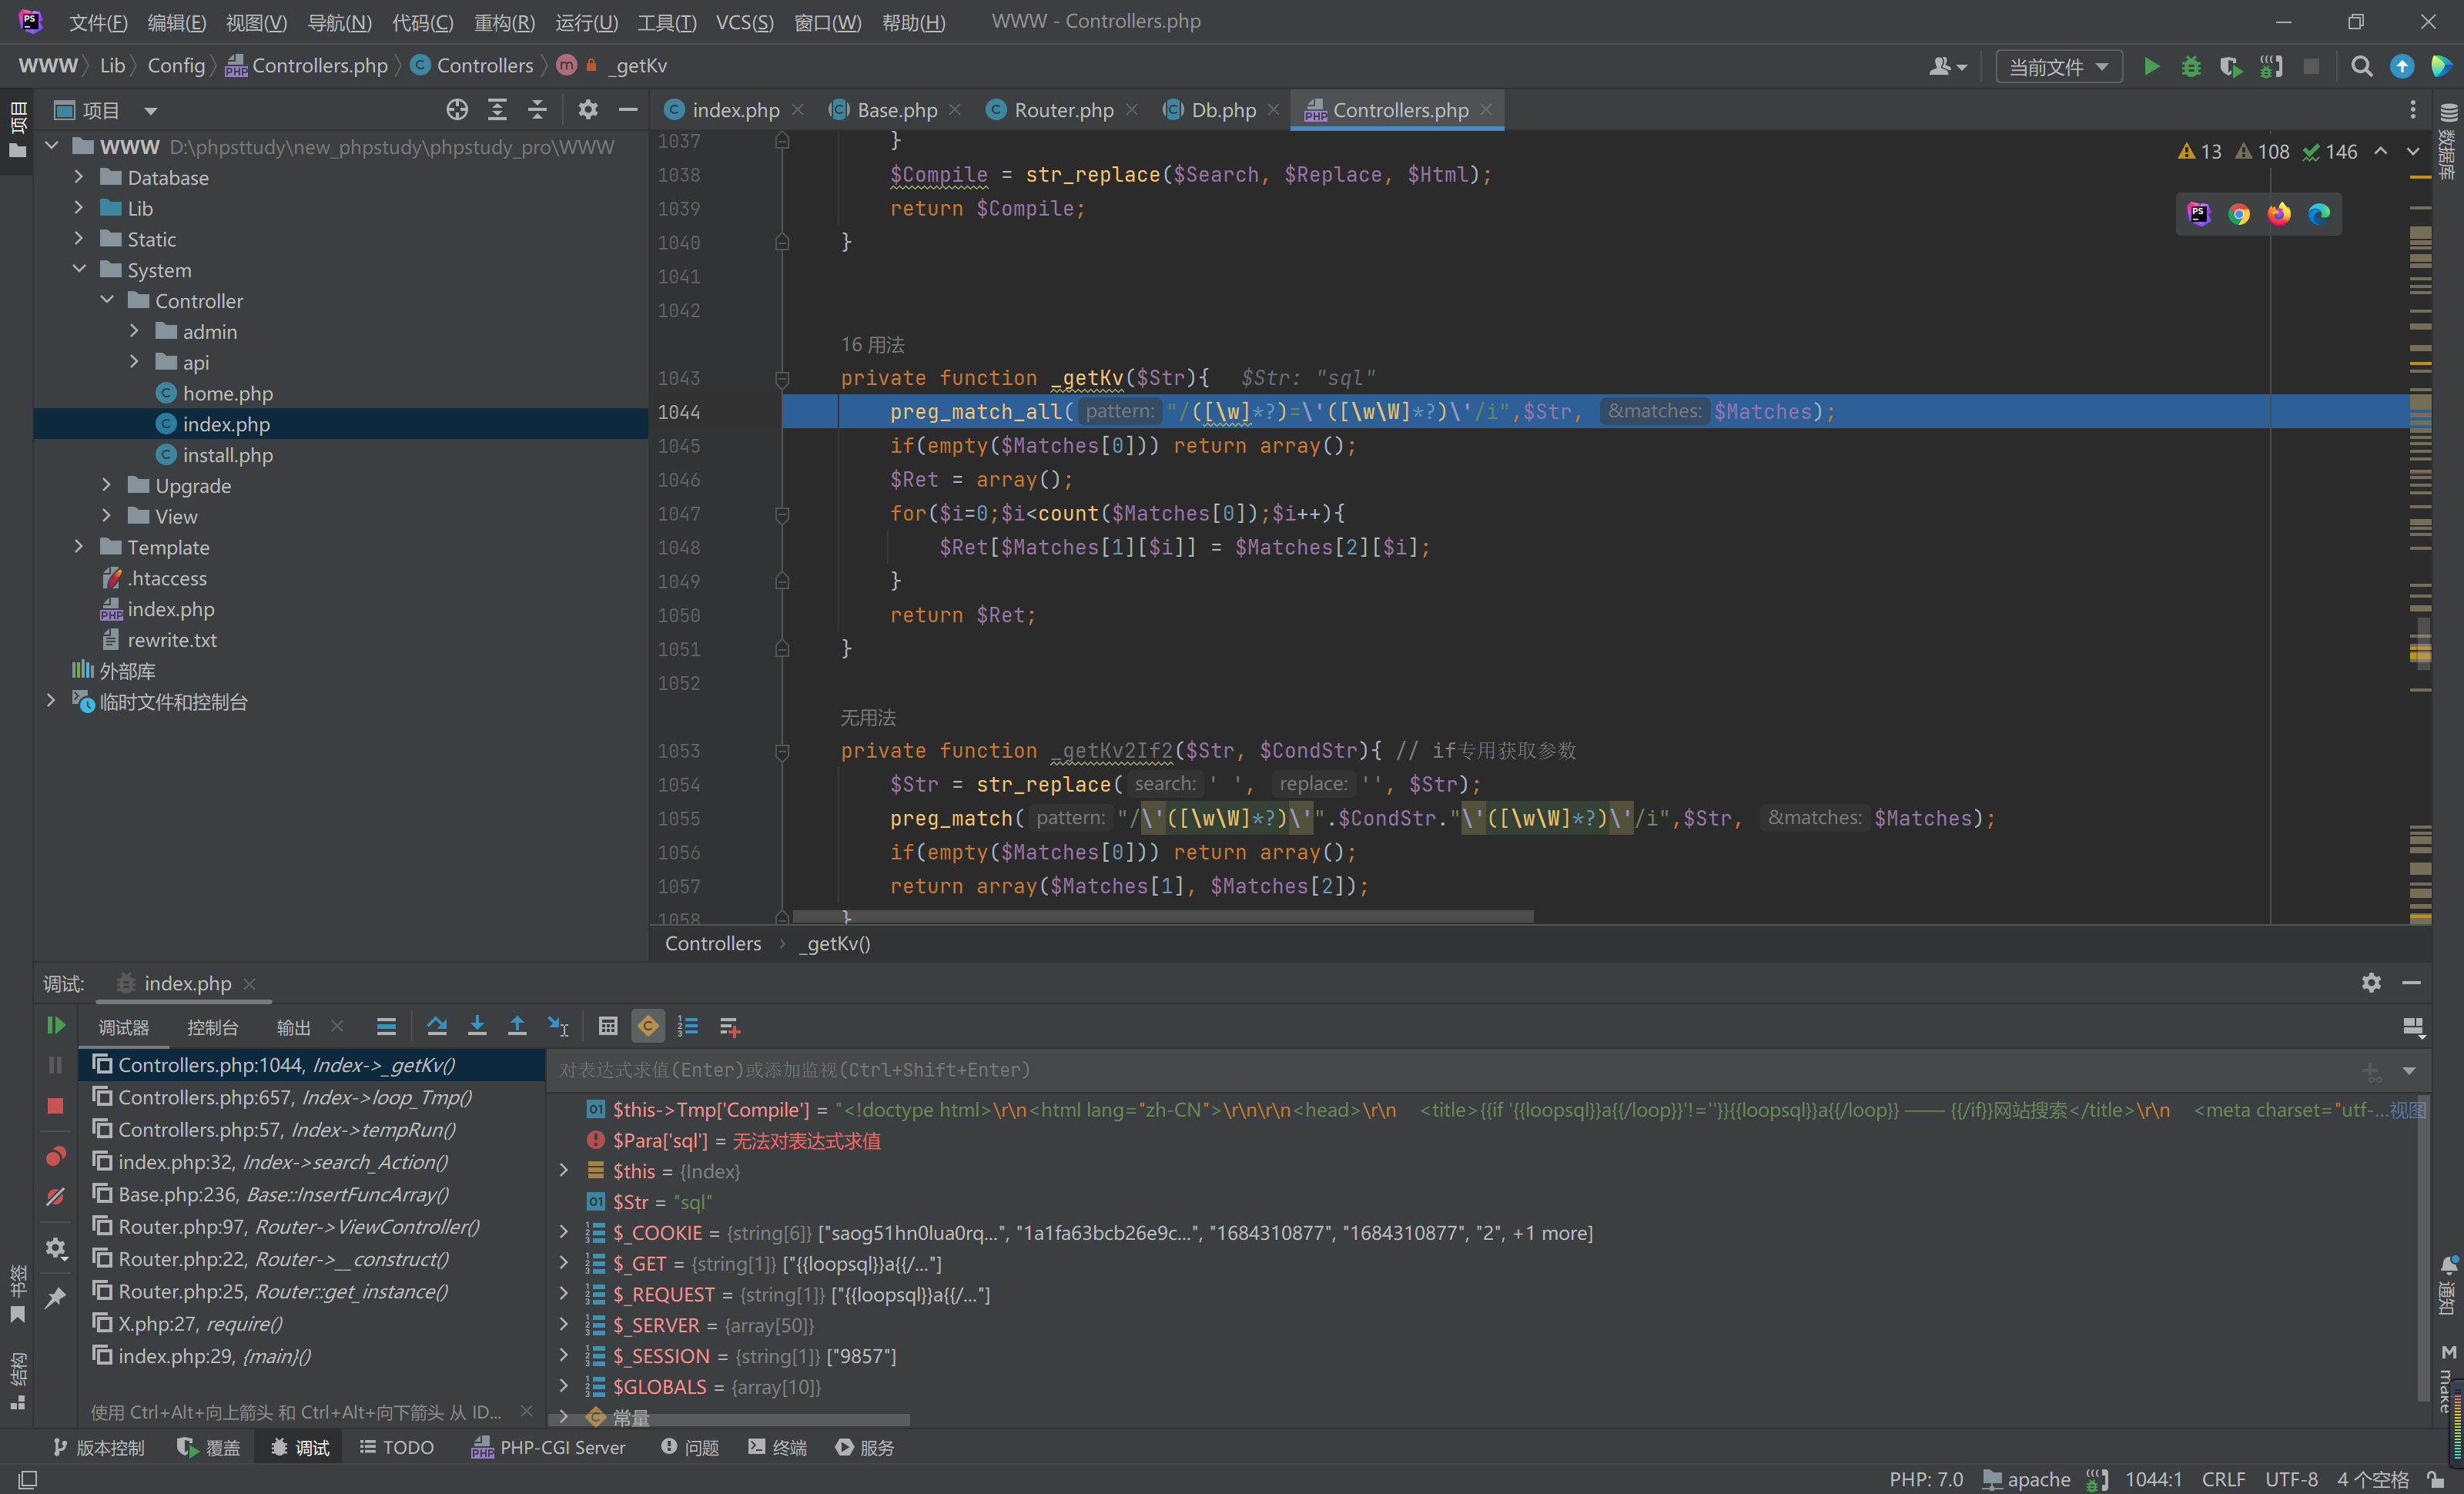 文件(F) 编辑(E) 视图(V) 导航(N) 代码(C) 重构(R) 运行(U) 工具(T) VCS(S) 窗口(W) 帮助(H) WWW - Controllers.php
WWW Lib Config Controllers.php Controllers m _getKv
当前文件
项目
项目
index.php Base.php Router.php Db.php Controllers.php
数据库
WWW D:\phpsttudy\new_phpstudy\phpstudy_pro\WWW
Database
Lib
Static
System
Controller
admin
api
home.php
index.php
install.php
Upgrade
View
Template
.htaccess
index.php
rewrite.txt
外部库
临时文件和控制台
13 108 146
1037 }
1038 $Compile = str_replace($Search, $Replace, $Html);
1039 return $Compile;
1040 }
1041
1042
16 用法
1043 private function _getKv($Str){ $Str: "sql"
1044 preg_match_all( pattern: "/([\w]*?)=\'([\w\W]*?)\'/i",$Str, &matches: $Matches);
1045 if(empty($Matches[0])) return array();
1046 $Ret = array();
1047 for($i=0;$i<count($Matches[0]);$i++){
1048 $Ret[$Matches[1][$i]] = $Matches[2][$i];
1049 }
1050 return $Ret;
1051 }
1052
无用法
1053 private function _getKv2If2($Str, $CondStr){ // if专用获取参数
1054 $Str = str_replace( search: ' ', replace: '', $Str);
1055 preg_match( pattern: "/\'([\w\W]*?)\'".$CondStr."\'([\w\W]*?)\'/i",$Str, &matches: $Matches);
1056 if(empty($Matches[0])) return array();
1057 return array($Matches[1], $Matches[2]);
1058 }
Controllers › _getKv()
调试: index.php
调试器 控制台 输出
Controllers.php:1044, Index->_getKv()
Controllers.php:657, Index->loop_Tmp()
Controllers.php:57, Index->tempRun()
index.php:32, Index->search_Action()
Base.php:236, Base::InsertFuncArray()
Router.php:97, Router->ViewController()
Router.php:22, Router->__construct()
Router.php:25, Router::get_instance()
X.php:27, require()
index.php:29, {main}()
使用 Ctrl+Alt+向上箭头 和 Ctrl+Alt+向下箭头 从 ID...
对表达式求值(Enter)或添加监视(Ctrl+Shift+Enter)
$this->Tmp['Compile'] = "<!doctype html>\r\n<html lang="zh-CN">\r\n\r\n<head>\r\n <title>{{if '{{loopsql}}a{{/loop}}'!=''}}{{loopsql}}a{{/loop}} —— {{/if}}网站搜索</title>\r\n <meta charset="utf-...视图
$Para['sql'] = 无法对表达式求值
$this = {Index}
$Str = "sql"
$_COOKIE = {string[6]} ["saog51hn0lua0rq...", "1a1fa63bcb26e9c...", "1684310877", "1684310877", "2", +1 more]
$_GET = {string[1]} ["{{loopsql}}a{{/..."]
$_REQUEST = {string[1]} ["{{loopsql}}a{{/..."]
$_SERVER = {array[50]}
$_SESSION = {string[1]} ["9857"]
$GLOBALS = {array[10]}
常量
书签
结构
通知
M make
版本控制 覆盖 调试 TODO PHP-CGI Server 问题 终端 服务
PHP: 7.0 apache 1044:1 CRLF UTF-8 4 个空格